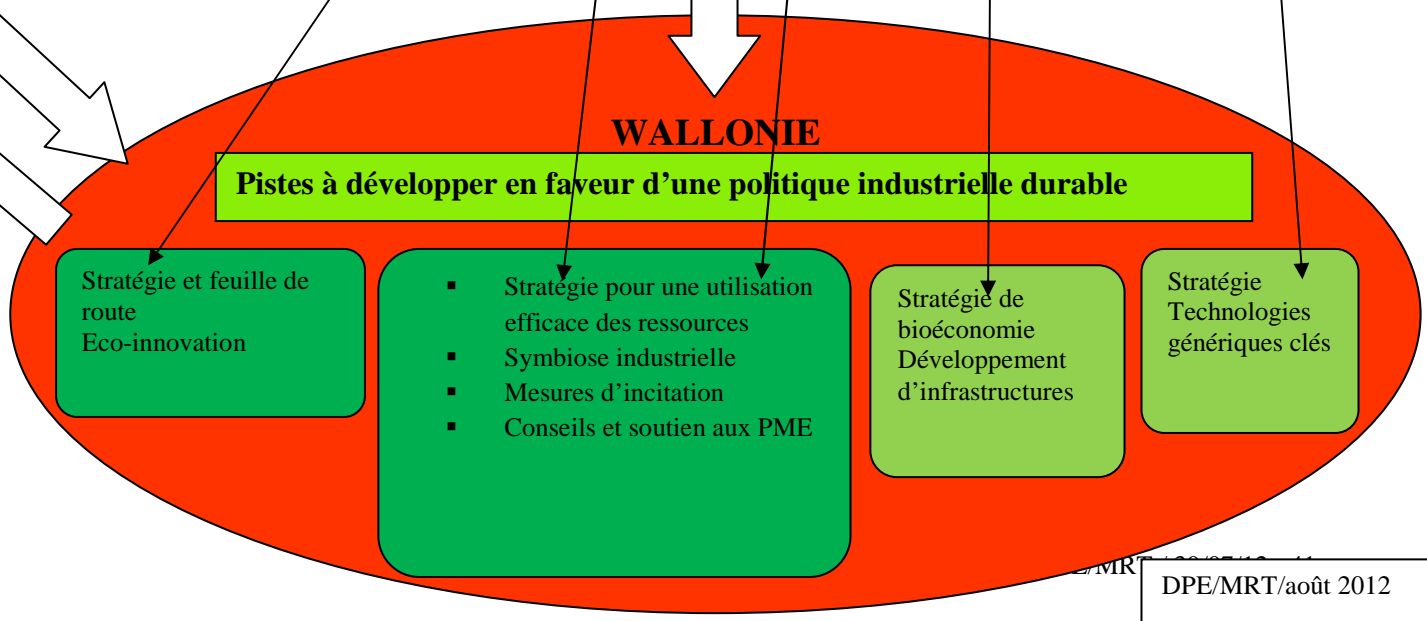 WALLONIE
Pistes à développer en faveur d’une politique industrielle durable
Stratégie et feuille de
route
Eco-innovation
▪ Stratégie pour une utilisation
efficace des ressources
▪ Symbiose industrielle
▪ Mesures d’incitation
▪ Conseils et soutien aux PME
Stratégie de
bioéconomie
Développement
d’infrastructures
Stratégie
Technologies
génériques clés
DPE/MRT/août 2012